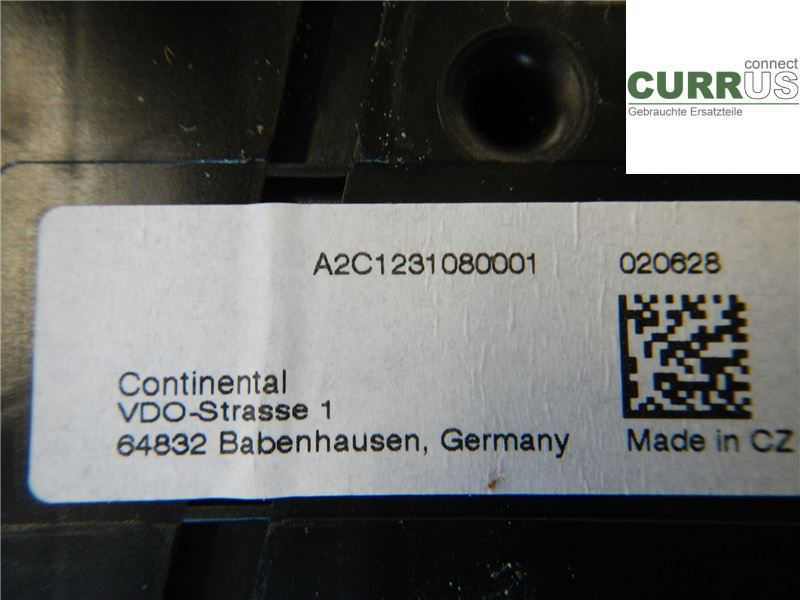 connect
CURRUS
Gebrauchte Ersatzteile
A2C1231080001 020628
Continental
VDO-Strasse 1
64832 Babenhausen, Germany
Made in CZ